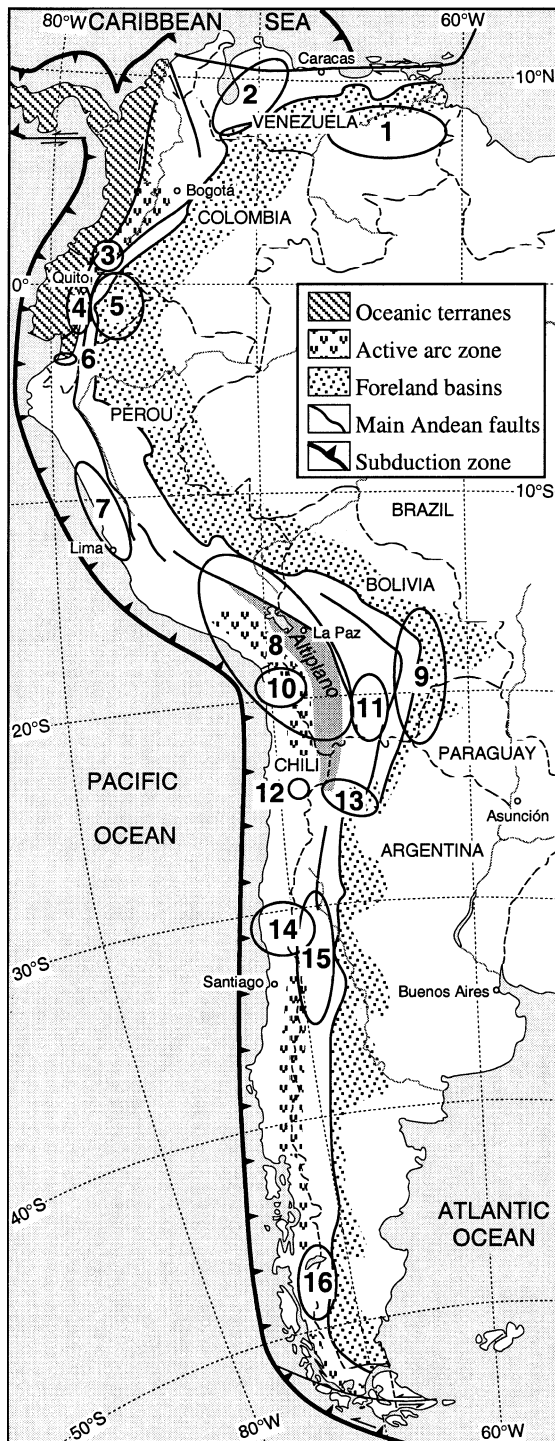 80°W CARIBBEAN SEA 60°W
Caracas
10°N
2
VENEZUELA
1
Bogotá
COLOMBIA
3
Quito
0°
4
5
6
Oceanic terranes
Active arc zone
Foreland basins
Main Andean faults
Subduction zone
PÉROU
7
10°S
Lima
BRAZIL
BOLIVIA
8
La Paz
Altiplano
9
10
11
20°S
CHILI
PARAGUAY
12
13
PACIFIC
OCEAN
Asunción
ARGENTINA
14
15
30°S
Santiago
Buenos Aires
40°S
ATLANTIC
OCEAN
16
50°S
80°W
60°W